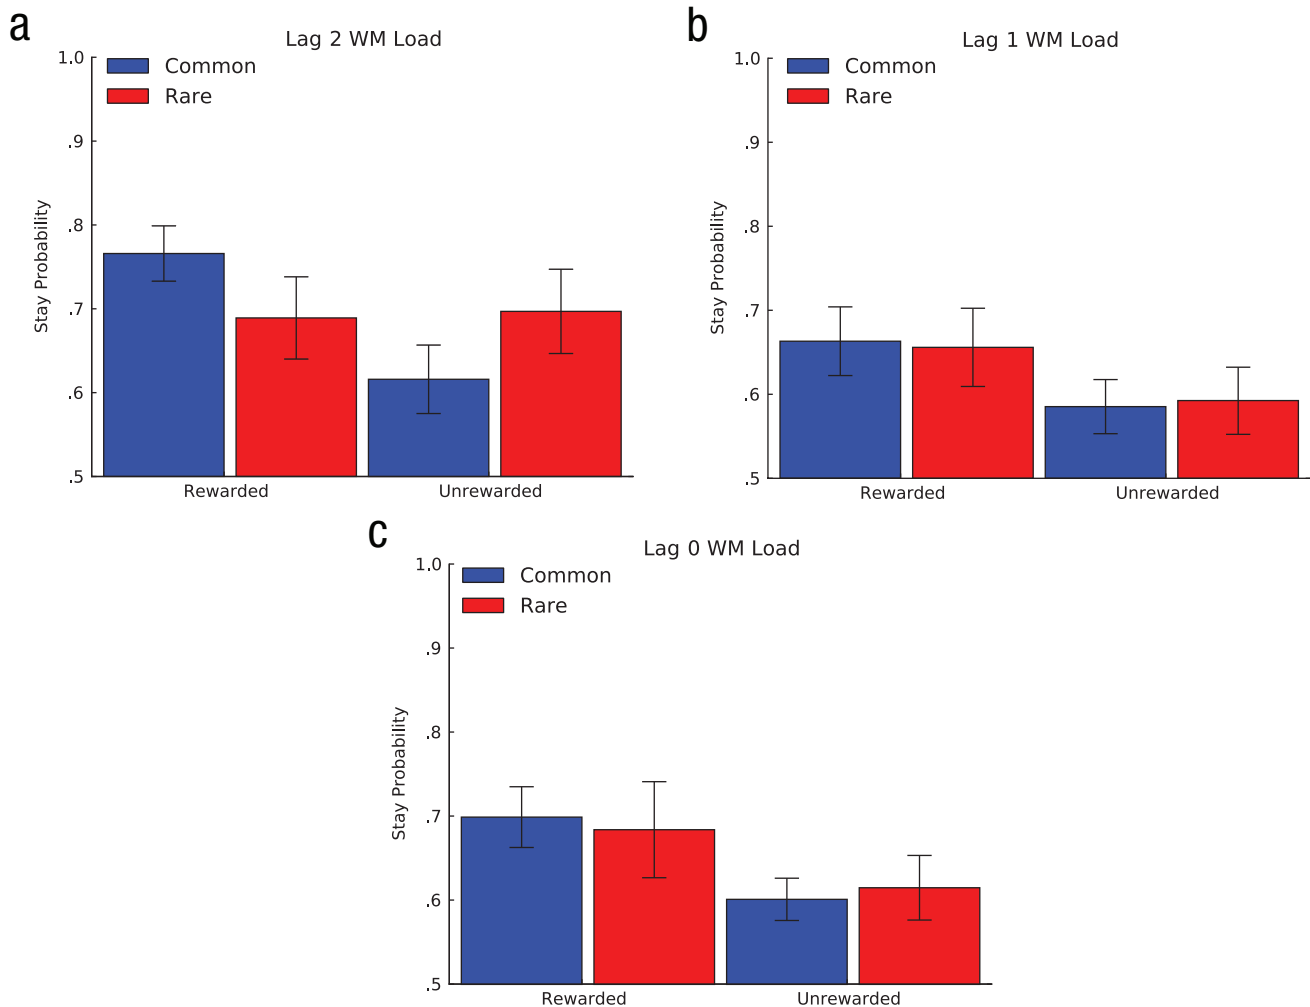 a
Lag 2 WM Load
1.0
.9
.8
.7
.6
.5
Stay Probability
Common
Rare
Rewarded
Unrewarded
b
Lag 1 WM Load
1.0
.9
.8
.7
.6
.5
Stay Probability
Common
Rare
Rewarded
Unrewarded
c
Lag 0 WM Load
1.0
.9
.8
.7
.6
.5
Stay Probability
Common
Rare
Rewarded
Unrewarded